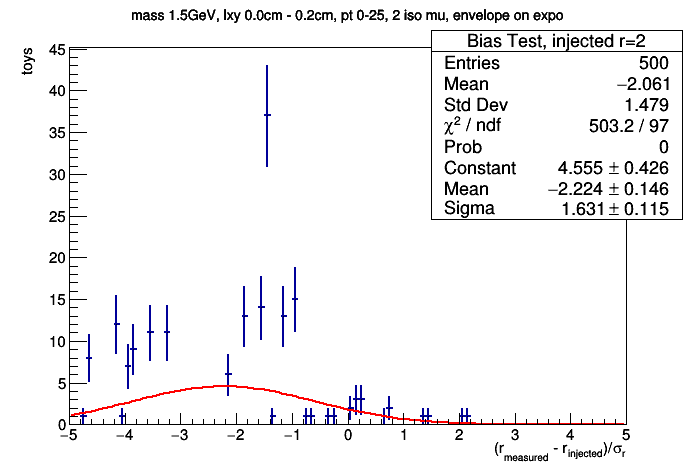 mass 1.5GeV, lxy 0.0cm - 0.2cm, pt 0-25, 2 iso mu, envelope on expo
Bias Test, injected r=2
Entries 500
Mean −2.061
Std Dev 1.479
χ² / ndf 503.2 / 97
Prob 0
Constant 4.555 ± 0.426
Mean −2.224 ± 0.146
Sigma 1.631 ± 0.115
toys
45
40
35
30
25
20
15
10
5
0
−5 −4 −3 −2 −1 0 1 2 3 4 5
(r_measured - r_injected)/σ_r